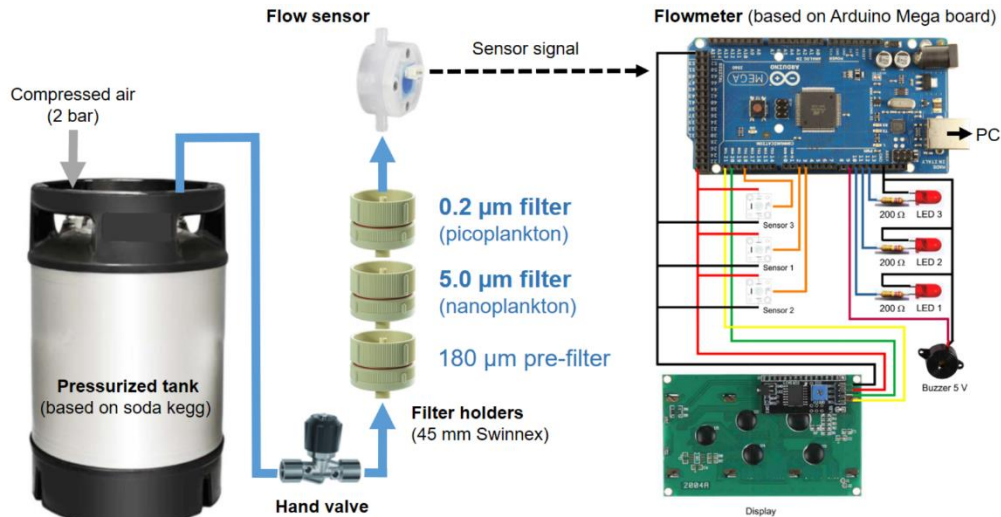 Flow sensor
Flowmeter (based on Arduino Mega board)
Sensor signal
Compressed air
(2 bar)
ARDUINO
MEGA
PC
0.2 µm filter
(picoplankton)
5.0 µm filter
(nanoplankton)
180 µm pre-filter
Pressurized tank
(based on soda kegg)
Filter holders
(45 mm Swinnex)
Hand valve
Sensor 3
Sensor 1
Sensor 2
200 Ω
LED 3
200 Ω
LED 2
200 Ω
LED 1
Buzzer 5 V
2004A
Display